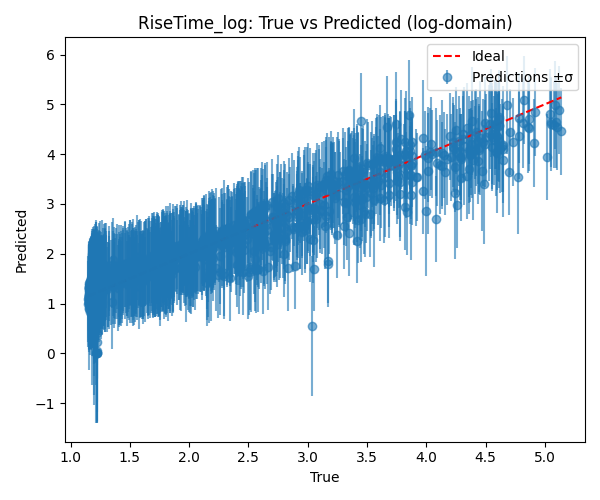 RiseTime_log: True vs Predicted (log-domain)
Ideal
Predictions ±σ
6
5
4
3
2
1
0
−1
Predicted
1.0 1.5 2.0 2.5 3.0 3.5 4.0 4.5 5.0
True